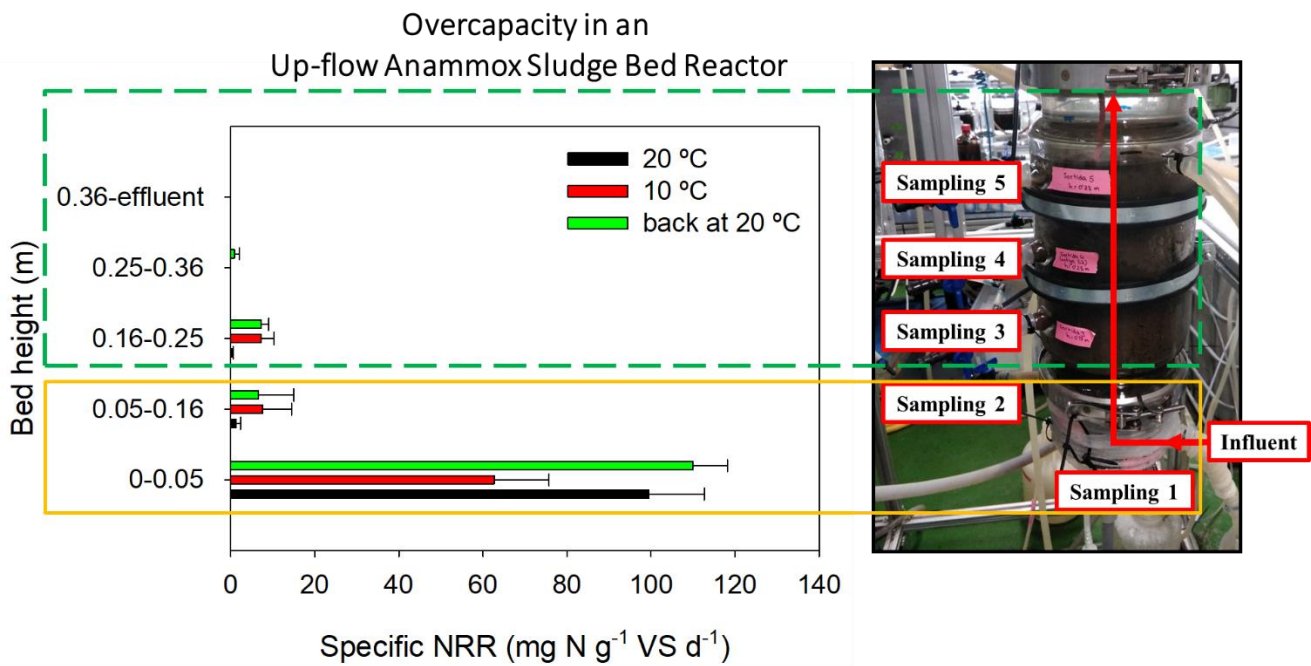 Overcapacity in an
Up-flow Anammox Sludge Bed Reactor
20 ºC
10 ºC
back at 20 ºC
Bed height (m)
0.36-effluent
0.25-0.36
0.16-0.25
0.05-0.16
0-0.05
0 20 40 60 80 100 120 140
Specific NRR (mg N g⁻¹ VS d⁻¹)
Sampling 5
Sampling 4
Sampling 3
Sampling 2
Influent
Sampling 1
Sortida 5